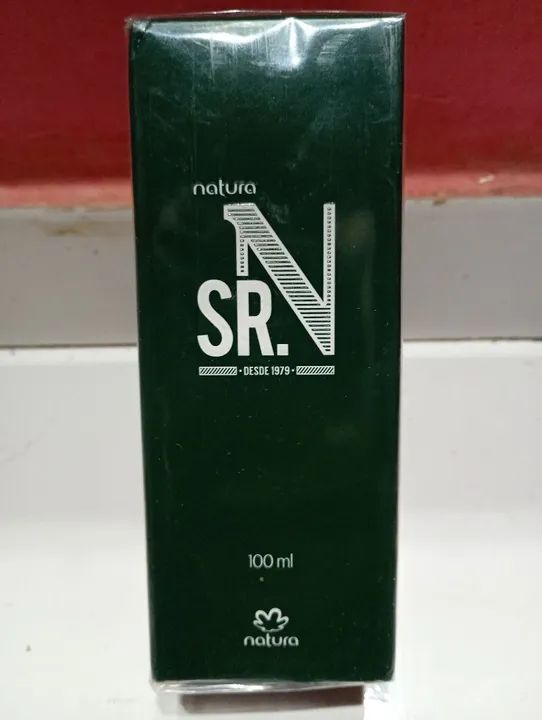 natura
SR. N
• DESDE 1979 •
100 ml
natura